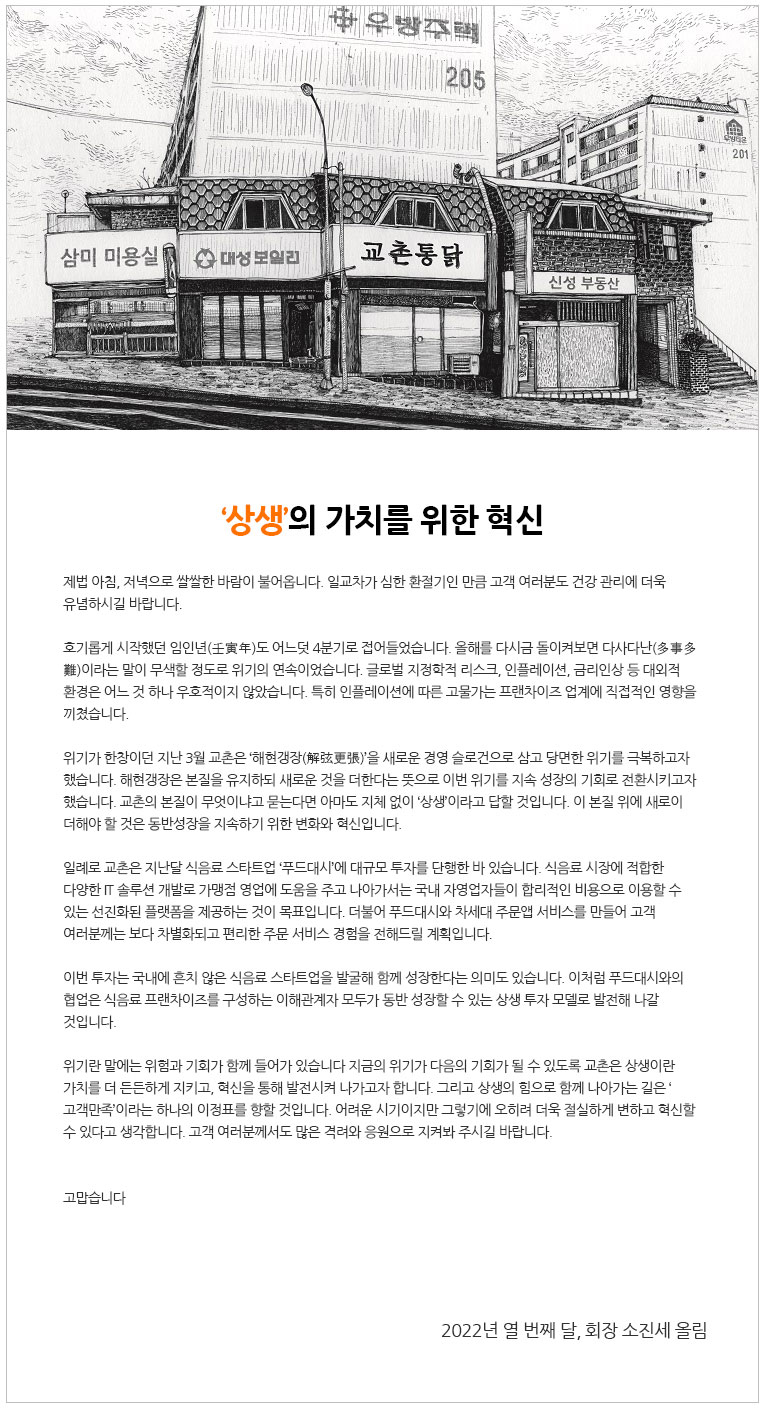 우방주택
205
201
삼미 미용실
대성보일러
교촌통닭
신성 부동산
‘상생’의 가치를 위한 혁신
제법 아침, 저녁으로 쌀쌀한 바람이 불어옵니다. 일교차가 심한 환절기인 만큼 고객 여러분도 건강 관리에 더욱
유념하시길 바랍니다.
호기롭게 시작했던 임인년(壬寅年)도 어느덧 4분기로 접어들었습니다. 올해를 다시금 돌이켜보면 다사다난(多事多
難)이라는 말이 무색할 정도로 위기의 연속이었습니다. 글로벌 지정학적 리스크, 인플레이션, 금리인상 등 대외적
환경은 어느 것 하나 우호적이지 않았습니다. 특히 인플레이션에 따른 고물가는 프랜차이즈 업계에 직접적인 영향을
끼쳤습니다.
위기가 한창이던 지난 3월 교촌은 ‘해현갱장(解弦更張)’을 새로운 경영 슬로건으로 삼고 당면한 위기를 극복하고자
했습니다. 해현갱장은 본질을 유지하되 새로운 것을 더한다는 뜻으로 이번 위기를 지속 성장의 기회로 전환시키고자
했습니다. 교촌의 본질이 무엇이냐고 묻는다면 아마도 지체 없이 ‘상생’이라고 답할 것입니다. 이 본질 위에 새로이
더해야 할 것은 동반성장을 지속하기 위한 변화와 혁신입니다.
일례로 교촌은 지난달 식음료 스타트업 ‘푸드대시’에 대규모 투자를 단행한 바 있습니다. 식음료 시장에 적합한
다양한 IT 솔루션 개발로 가맹점 영업에 도움을 주고 나아가서는 국내 자영업자들이 합리적인 비용으로 이용할 수
있는 선진화된 플랫폼을 제공하는 것이 목표입니다. 더불어 푸드대시와 차세대 주문앱 서비스를 만들어 고객
여러분께는 보다 차별화되고 편리한 주문 서비스 경험을 전해드릴 계획입니다.
이번 투자는 국내에 흔치 않은 식음료 스타트업을 발굴해 함께 성장한다는 의미도 있습니다. 이처럼 푸드대시와의
협업은 식음료 프랜차이즈를 구성하는 이해관계자 모두가 동반 성장할 수 있는 상생 투자 모델로 발전해 나갈
것입니다.
위기란 말에는 위험과 기회가 함께 들어가 있습니다 지금의 위기가 다음의 기회가 될 수 있도록 교촌은 상생이란
가치를 더 든든하게 지키고, 혁신을 통해 발전시켜 나가고자 합니다. 그리고 상생의 힘으로 함께 나아가는 길은 ‘
고객만족’이라는 하나의 이정표를 향할 것입니다. 어려운 시기이지만 그렇기에 오히려 더욱 절실하게 변하고 혁신할
수 있다고 생각합니다. 고객 여러분께서도 많은 격려와 응원으로 지켜봐 주시길 바랍니다.
고맙습니다
2022년 열 번째 달, 회장 소진세 올림